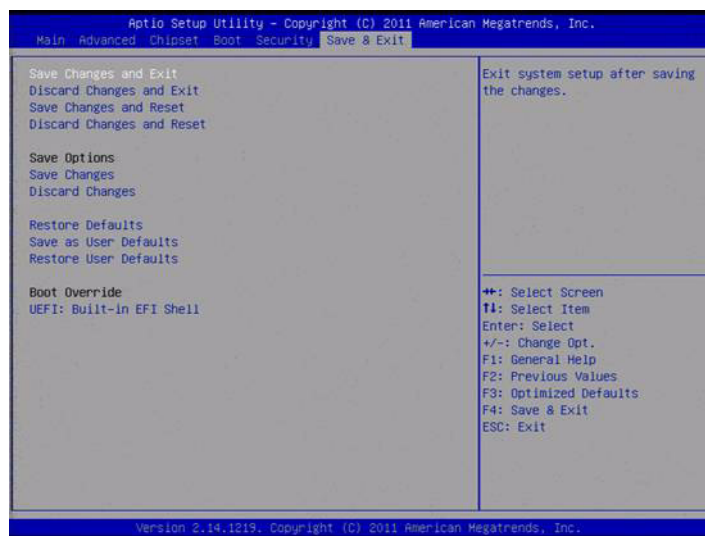 Aptio Setup Utility - Copyright (C) 2011 American Megatrends, Inc.
Main Advanced Chipset Boot Security Save & Exit
Save Changes and Exit
Discard Changes and Exit
Save Changes and Reset
Discard Changes and Reset
Save Options
Save Changes
Discard Changes
Restore Defaults
Save as User Defaults
Restore User Defaults
Boot Override
UEFI: Built-in EFI Shell
Exit system setup after saving
the changes.
→←: Select Screen
↑↓: Select Item
Enter: Select
+/-: Change Opt.
F1: General Help
F2: Previous Values
F3: Optimized Defaults
F4: Save & Exit
ESC: Exit
Version 2.14.1219. Copyright (C) 2011 American Megatrends, Inc.